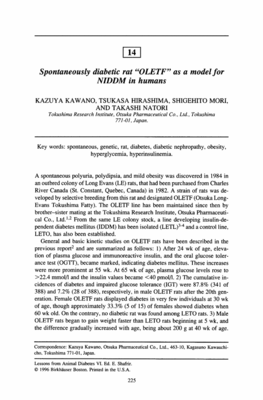 14
Spontaneously diabetic rat "OLETF" as a model for
NIDDM in humans
KAZUYA KAWANO, TSUKASA HIRASHIMA, SHIGEHITO MORI,
AND TAKASHI NATORI
Tokushima Research Institute, Otsuka Pharmaceutical Co., Ltd., Tokushima
771-01, Japan.
Key words: spontaneous, genetic, rat, diabetes, diabetic nephropathy, obesity,
hyperglycemia, hyperinsulinemia.
A spontaneous polyuria, polydipsia, and mild obesity was discovered in 1984 in
an outbred colony of Long Evans (LE) rats, that had been purchased from Charles
River Canada (St. Constant, Quebec, Canada) in 1982. A strain of rats was de-
veloped by selective breeding from this rat and designated OLETF (Otsuka Long-
Evans Tokushima Fatty). The OLETF line has been maintained since then by
brother–sister mating at the Tokushima Research Institute, Otsuka Pharmaceuti-
cal Co., Ltd.1,2 From the same LE colony stock, a line developing insulin-de-
pendent diabetes mellitus (IDDM) has been isolated (LETL)3-4 and a control line,
LETO, has also been established.
General and basic kinetic studies on OLETF rats have been described in the
previous report2 and are summarized as follows: 1) After 24 wk of age, eleva-
tion of plasma glucose and immunoreactive insulin, and the oral glucose toler-
ance test (OGTT), became marked, indicating diabetes mellitus. These increases
were more prominent at 55 wk. At 65 wk of age, plasma glucose levels rose to
>22.4 mmol/l and the insulin values became <40 pmol/l. 2) The cumulative in-
cidences of diabetes and impaired glucose tolerance (IGT) were 87.8% (341 of
388) and 7.2% (28 of 388), respectively, in male OLETF rats after the 20th gen-
eration. Female OLETF rats displayed diabetes in very few individuals at 30 wk
of age, though approximately 33.3% (5 of 15) of females showed diabetes when
60 wk old. On the contrary, no diabetic rat was found among LETO rats. 3) Male
OLETF rats began to gain weight faster than LETO rats beginning at 5 wk, and
the difference gradually increased with age, being about 200 g at 40 wk of age.
Correspondence: Kazuya Kawano, Otsuka Pharmaceutical Co., Ltd., 463-10, Kagasuno Kawauchi-
cho, Tokushima 771-01, Japan.
Lessons from Animal Diabetes VI. Ed. E. Shafrir.
© 1996 Birkhäuser Boston. Printed in the U.S.A.
225